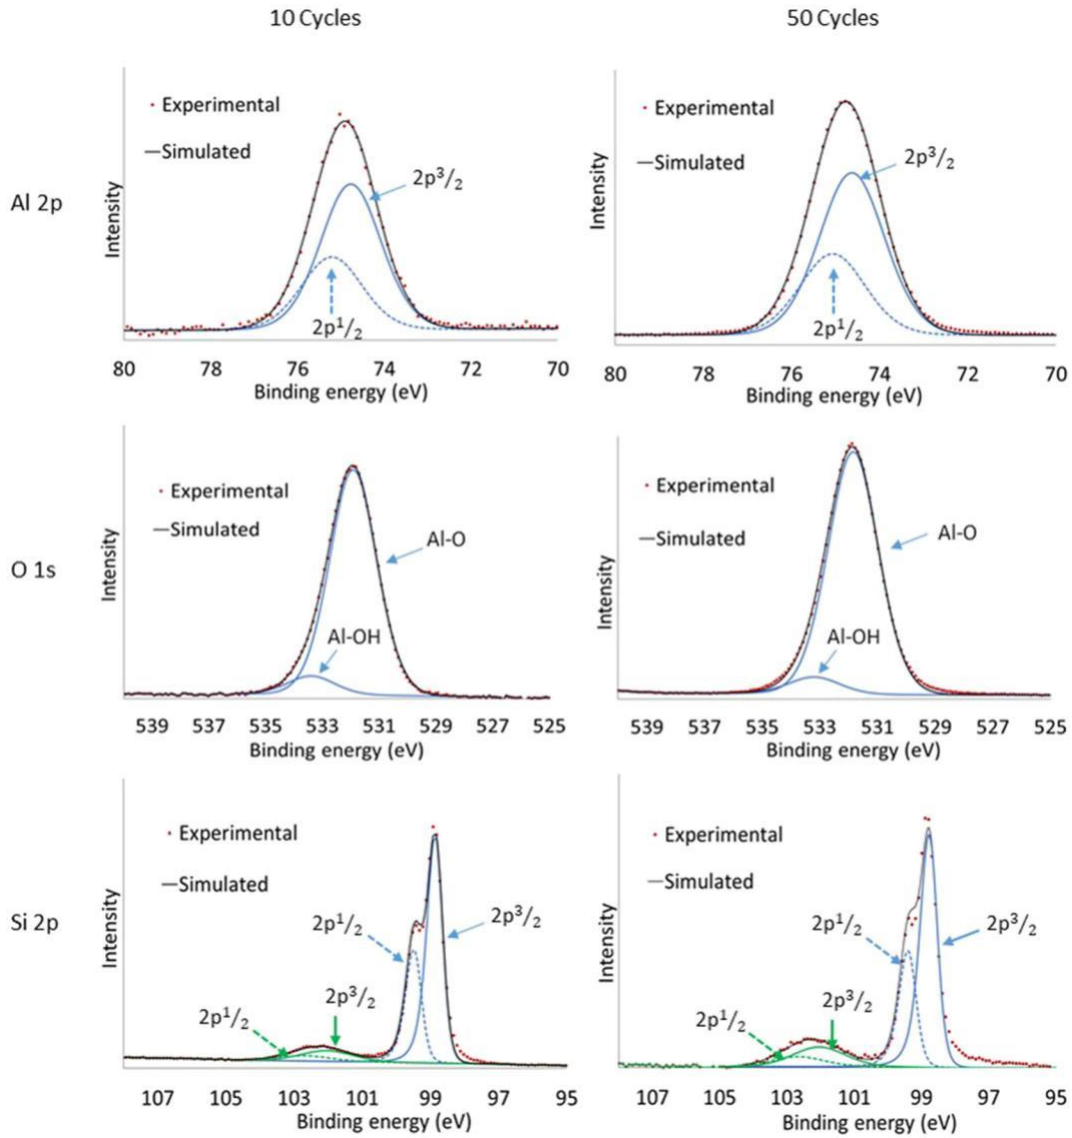 10 Cycles 50 Cycles
Al 2p
Intensity
• Experimental
—Simulated
2p³/₂
2p¹/₂
80 78 76 74 72 70
Binding energy (eV)
Intensity
• Experimental
—Simulated
2p³/₂
2p¹/₂
80 78 76 74 72 70
Binding energy (eV)
O 1s
Intensity
• Experimental
—Simulated
Al-O
Al-OH
539 537 535 533 531 529 527 525
Binding energy (eV)
Intensity
• Experimental
—Simulated
Al-O
Al-OH
539 537 535 533 531 529 527 525
Binding energy (eV)
Si 2p
Intensity
• Experimental
—Simulated
2p¹/₂
2p³/₂
2p¹/₂
2p³/₂
107 105 103 101 99 97 95
Binding energy (eV)
Intensity
• Experimental
—Simulated
2p¹/₂
2p³/₂
2p¹/₂
2p³/₂
107 105 103 101 99 97 95
Binding energy (eV)